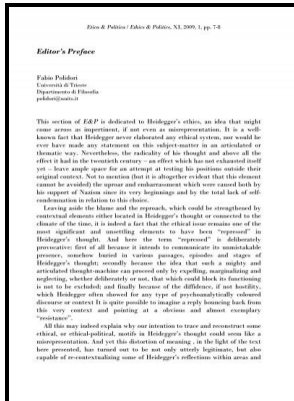 Etica & Politica / Ethics & Politics, XI, 2009, 1, pp. 7-8
Editor's Preface
Fabio Polidori
Università di Trieste
Dipartimento di Filosofia
polidori@units.it
This section of E&P is dedicated to Heidegger's ethics, an idea that might
come across as impertinent, if not even as misrepresentation. It is a well-
known fact that Heidegger never elaborated any ethical system, nor would he
ever have made any statement on this subject-matter in an articulated or
thematic way. Nevertheless, the radicality of his thought and above all the
effect it had in the twentieth century – an effect which has not exhausted itself
yet – leave ample space for an attempt at testing his positions outside their
original context. Not to mention (but it is altogether evident that this element
cannot be avoided) the uproar and embarrassment which were caused both by
his support of Nazism since its very beginnings and by the total lack of self-
condemnation in relation to this choice.
Leaving aside the blame and the reproach, which could be strengthened by
contextual elements either located in Heidegger's thought or connected to the
climate of the time, it is indeed a fact that the ethical issue remains one of the
most significant and unsettling elements to have been "repressed" in
Heidegger's thought. And here the term "repressed" is deliberately
provocative: first of all because it intends to communicate its unmistakable
presence, somehow buried in various passages, episodes and stages of
Heidegger's thought; secondly because the idea that such a mighty and
articulated thought-machine can proceed only by expelling, marginalizing and
neglecting, whether deliberately or not, that which could block its functioning
is not to be excluded; and finally because of the diffidence, if not hostility,
which Heidegger often showed for any type of psychoanalytically coloured
discourse or context It is quite possible to imagine a reply bouncing back from
this very context and pointing at a obvious and almost exemplary
"resistance".
All this may indeed explain why our intention to trace and reconstruct some
ethical, or ethical-political, motifs in Heidegger's thought could seem like a
misrepresentation. And yet this distortion of meaning , in the light of the text
here presented, has turned out to be not only utterly legitimate, but also
capable of re-contextualizing some of Heidegger's reflections within areas and